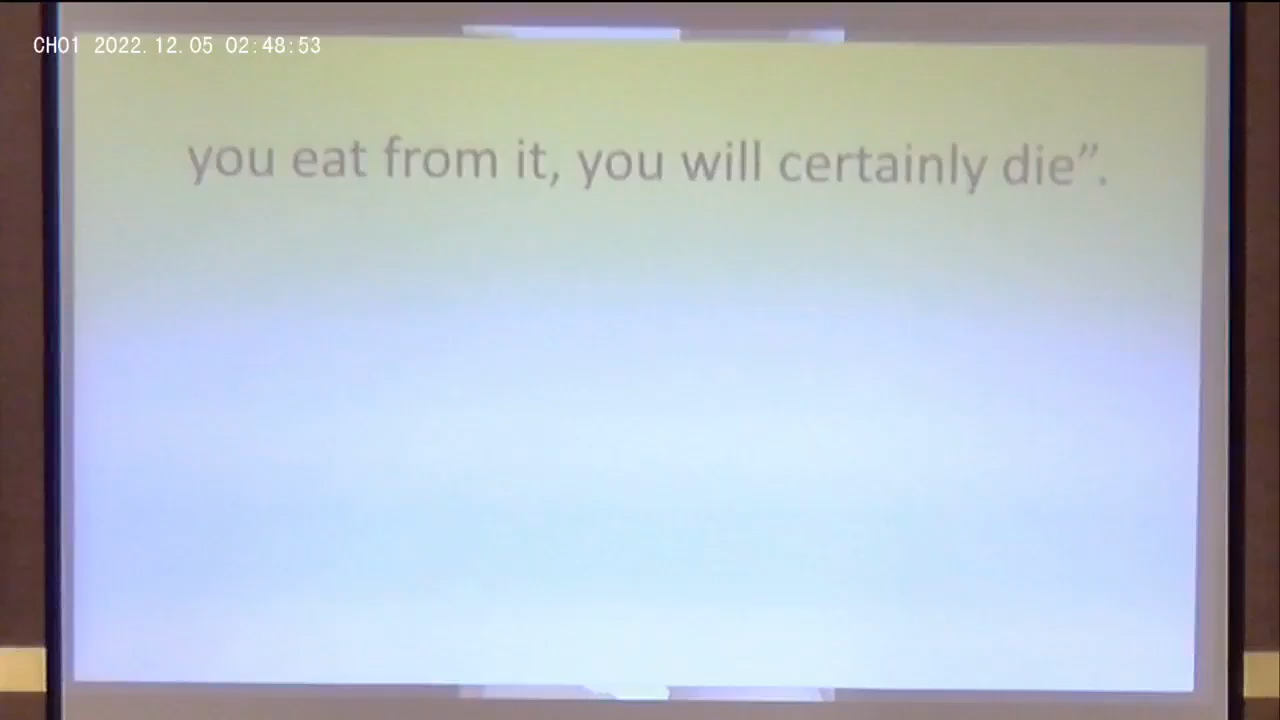 CH01 2022.12.05 02:48:53
you eat from it, you will certainly die”.